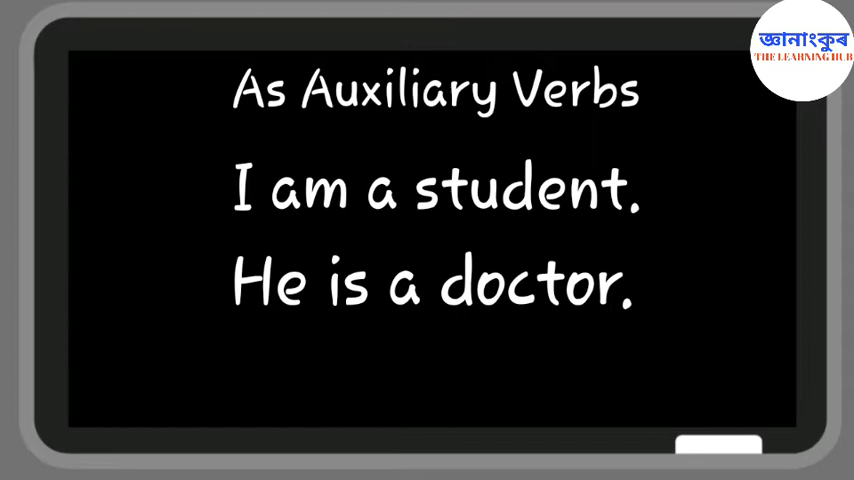 জ্ঞানাংকুৰ
THE LEARNING HUB
As Auxiliary Verbs
I am a student.
He is a doctor.